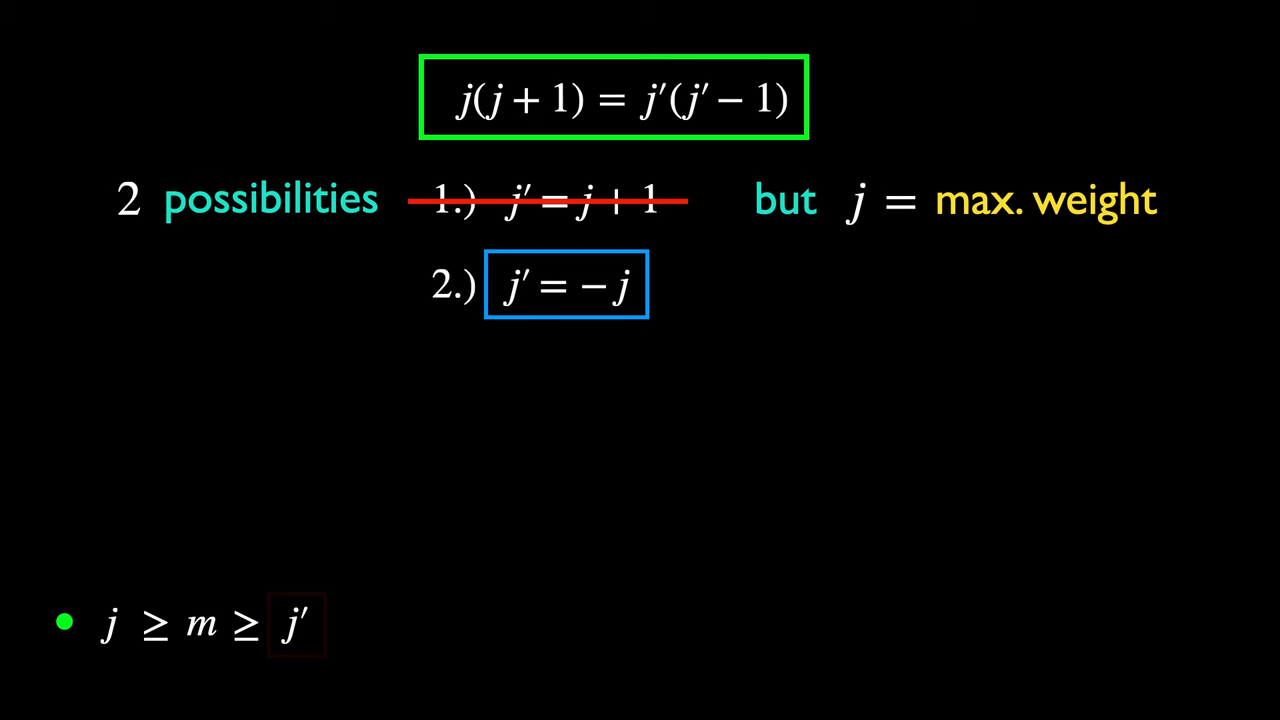 j(j + 1) = j′(j′ − 1)
2 possibilities 1.) j′ = j + 1 but j = max. weight
2.) j′ = − j
• j ≥ m ≥ j′